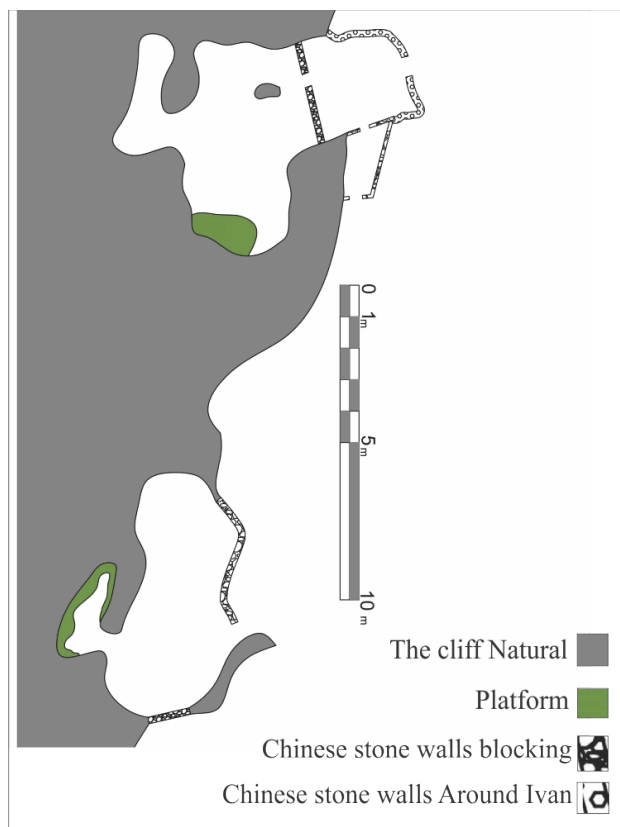 0
1m
5m
10m
The cliff Natural
Platform
Chinese stone walls blocking
Chinese stone walls Around Ivan